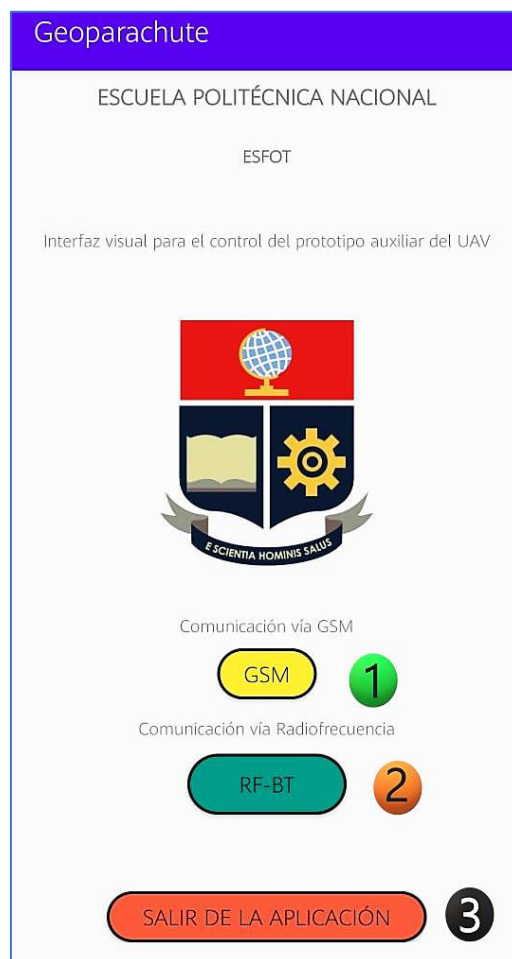 Geoparachute
ESCUELA POLITÉCNICA NACIONAL
ESFOT
Interfaz visual para el control del prototipo auxiliar del UAV
E SCIENTIA HOMINIS SALUS
Comunicación vía GSM
GSM 1
Comunicación vía Radiofrecuencia
RF-BT 2
SALIR DE LA APLICACIÓN 3